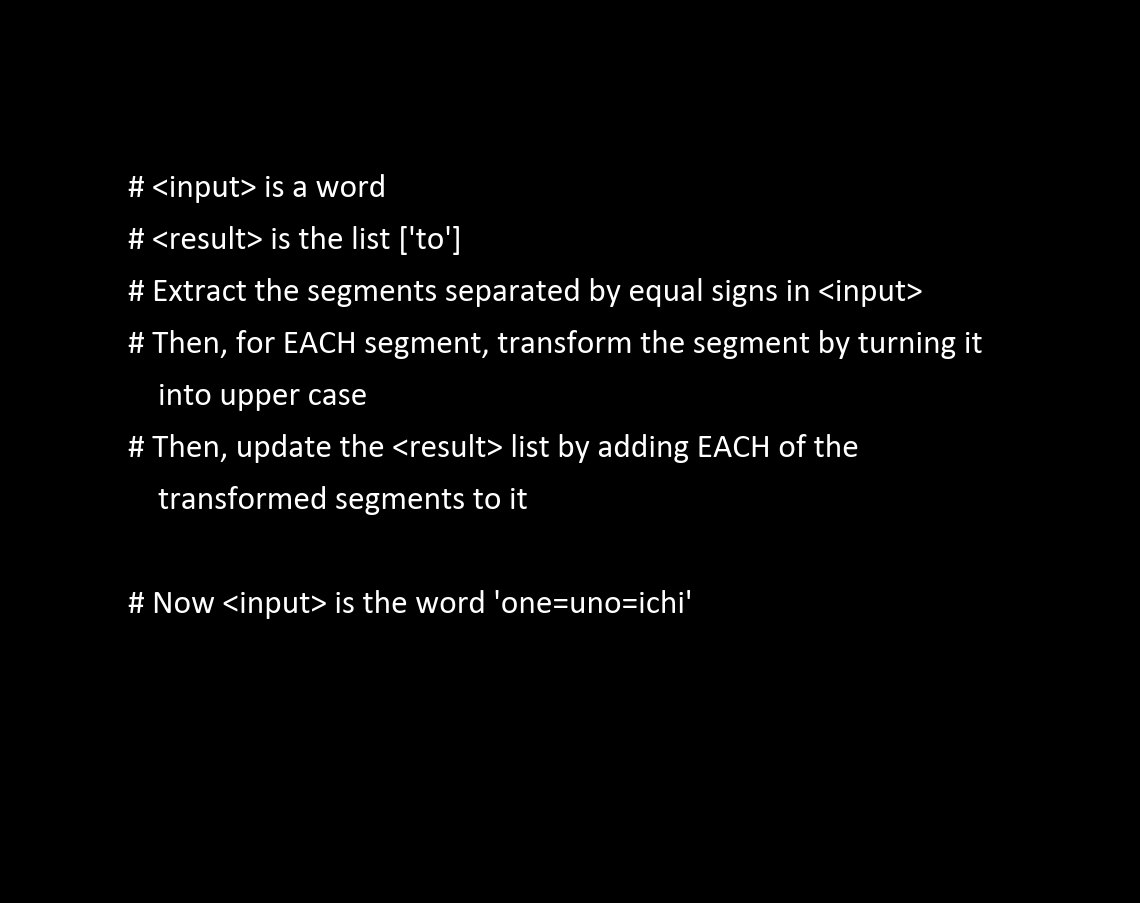 # <input> is a word
# <result> is the list ['to']
# Extract the segments separated by equal signs in <input>
# Then, for EACH segment, transform the segment by turning it
into upper case
# Then, update the <result> list by adding EACH of the
transformed segments to it
# Now <input> is the word 'one=uno=ichi'